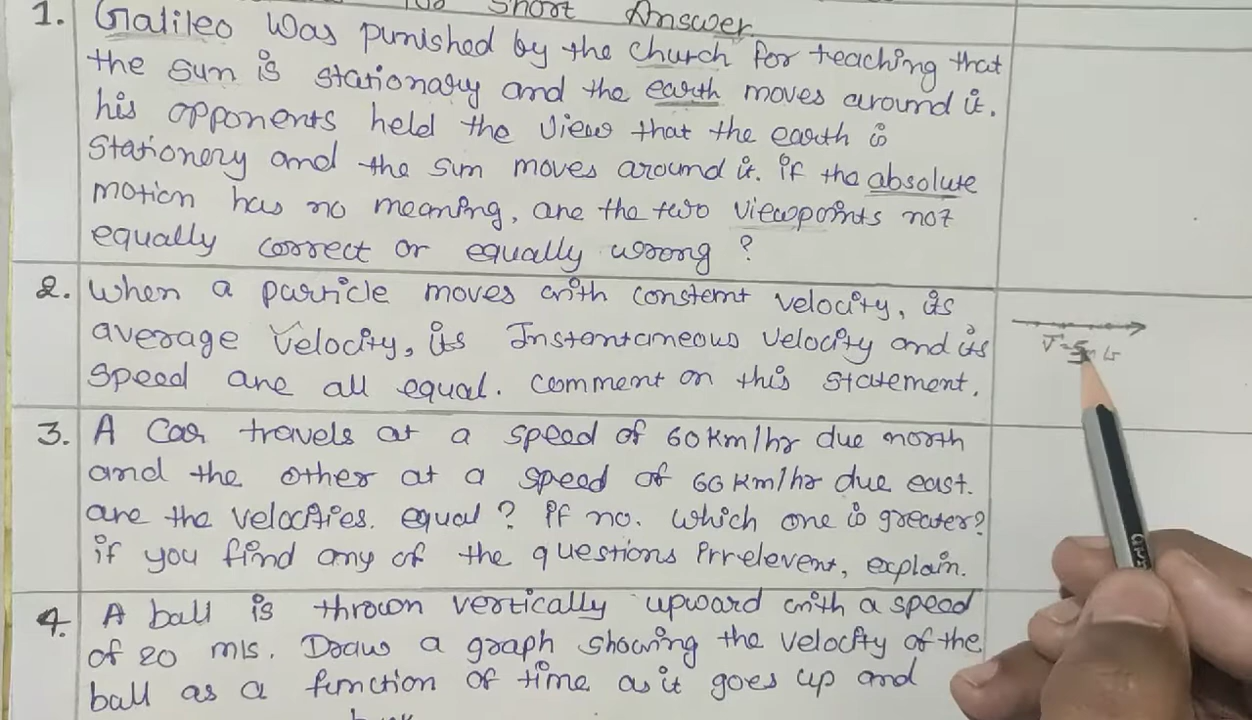 Short Answer
1. Galileo was punished by the church for teaching that
the sun is stationary and the earth moves around it.
his opponents held the view that the earth is
Stationery and the sun moves around it. if the absolute
motion has no meaning, are the two viewpoints not
equally correct or equally wrong ?
2. When a particle moves with constent velocity, its
average velocity, its Instantaneous velocity and its
Speed are all equal. comment on this statement.
3. A Car travels at a speed of 60 km/hr due north
and the other at a speed of 60 km/hr due east.
are the velocities. equal ? if no. which one is greater?
if you find any of the questions irrelevent, explain.
4. A ball is thrown vertically upward with a speed
of 20 m/s. Draw a graph showing the velocity of the
ball as a function of time as it goes up and